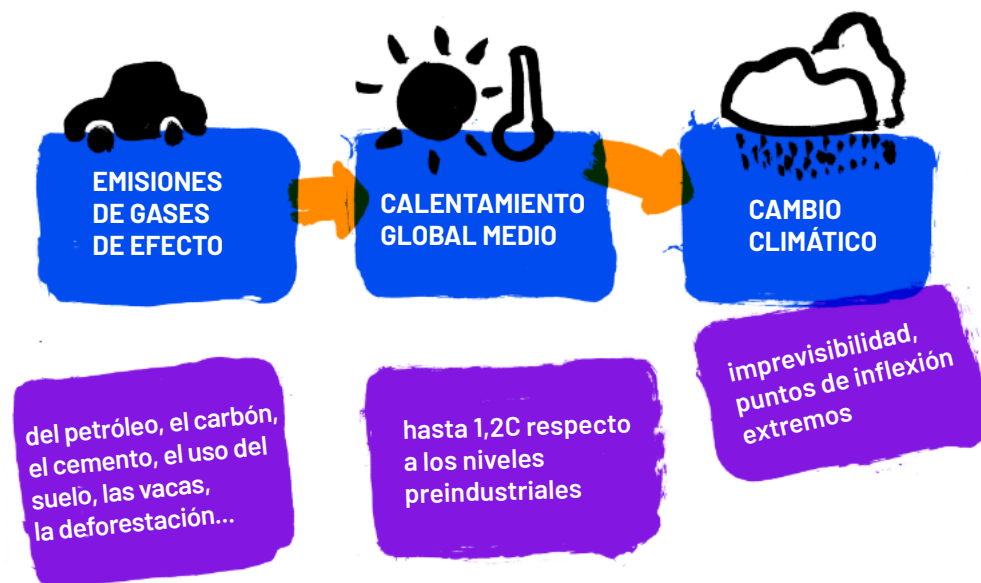 EMISIONES
DE GASES
DE EFECTO
CALENTAMIENTO
GLOBAL MEDIO
CAMBIO
CLIMÁTICO
del petróleo, el carbón,
el cemento, el uso del
suelo, las vacas,
la deforestación...
hasta 1,2C respecto
a los niveles
preindustriales
imprevisibilidad,
puntos de inflexión
extremos